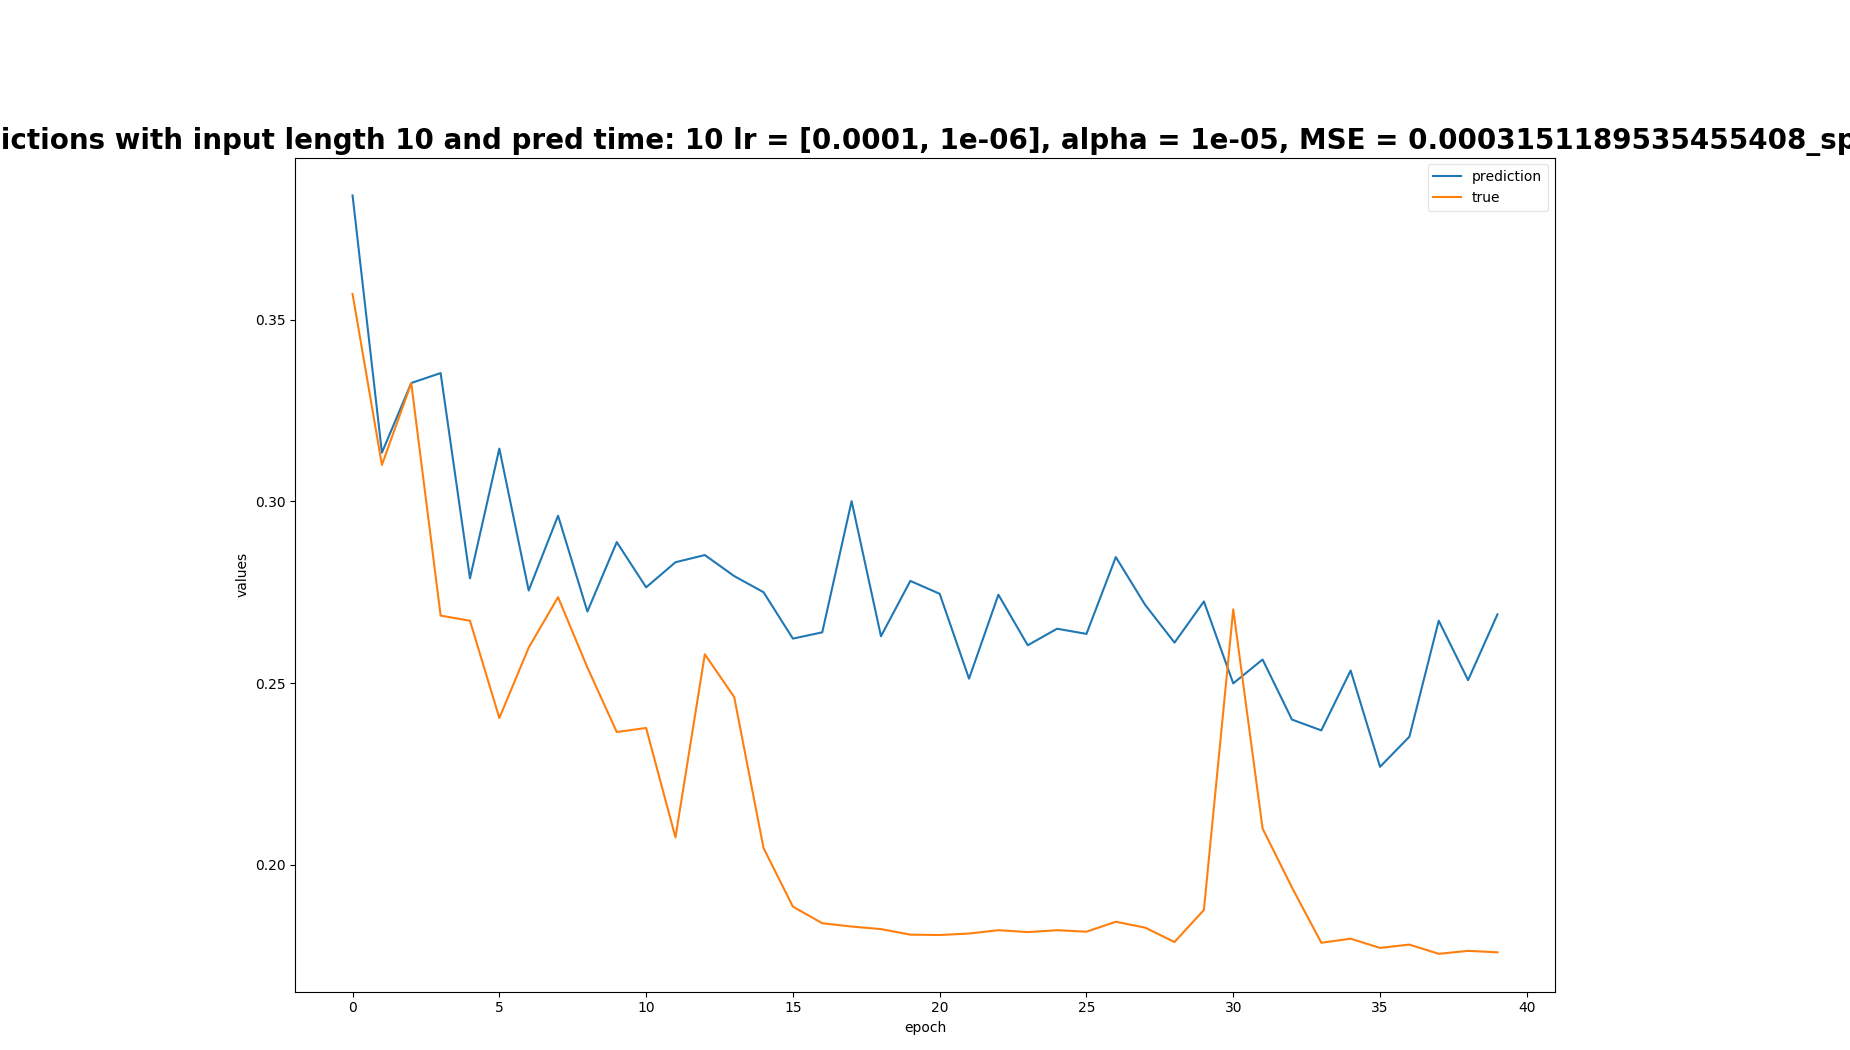 ictions with input length 10 and pred time: 10 lr = [0.0001, 1e-06], alpha = 1e-05, MSE = 0.0003151189535455408_sp
prediction
true
0.35
0.30
0.25
0.20
values
0 5 10 15 20 25 30 35 40
epoch